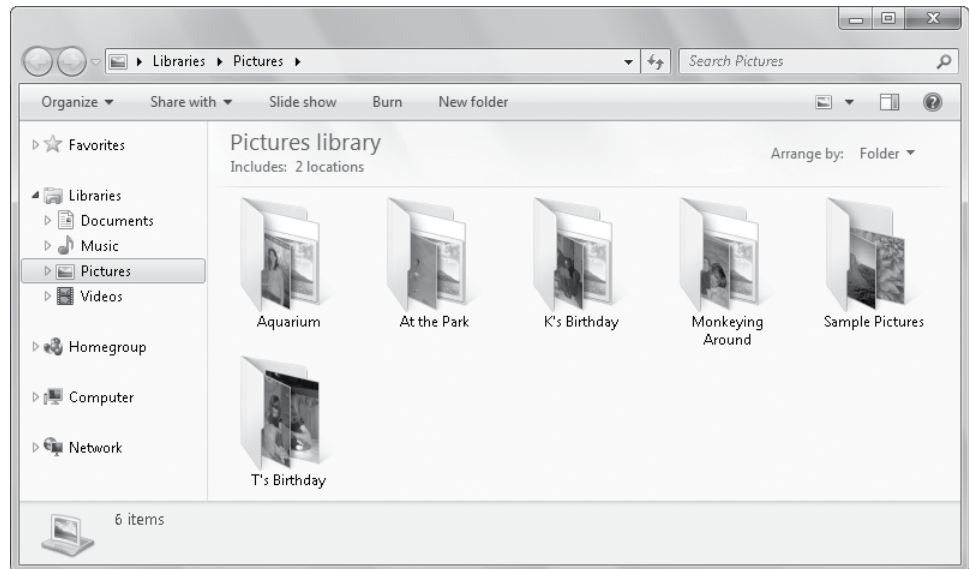 Libraries Pictures
Search Pictures
Organize Share with Slide show Burn New folder
Favorites
Libraries
Documents
Music
Pictures
Videos
Homegroup
Computer
Network
Pictures library
Includes: 2 locations
Arrange by: Folder
Aquarium
At the Park
K's Birthday
Monkeying
Around
Sample Pictures
T's Birthday
6 items